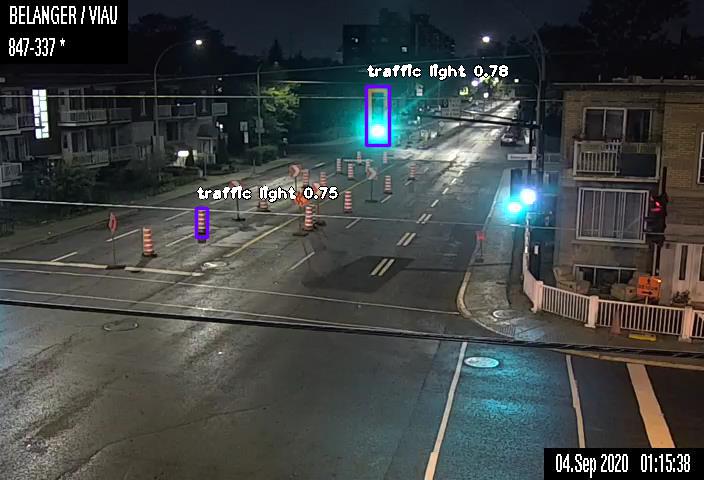 BELANGER / VIAU
847-337 *
traffic light 0.78
traffic light 0.75
04.Sep 2020 01:15:38